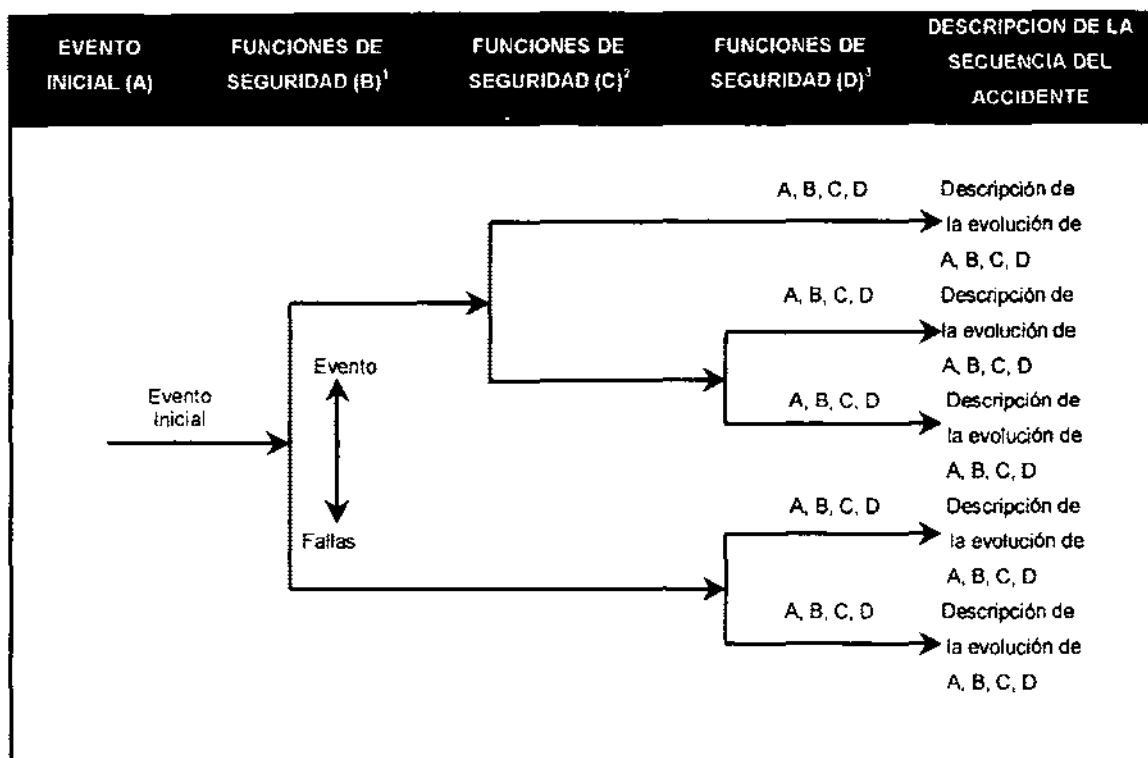 EVENTO
INICIAL (A)
FUNCIONES DE
SEGURIDAD (B)¹
FUNCIONES DE
SEGURIDAD (C)²
FUNCIONES DE
SEGURIDAD (D)³
DESCRIPCION DE LA
SECUENCIA DEL
ACCIDENTE
A, B, C, D
Descripción de
la evolución de
A, B, C, D
A, B, C, D
Descripción de
la evolución de
A, B, C, D
Evento
Evento
Inicial
A, B, C, D
Descripción de
la evolución de
A, B, C, D
A, B, C, D
Descripción de
la evolución de
A, B, C, D
Fallas
A, B, C, D
Descripción de
la evolución de
A, B, C, D